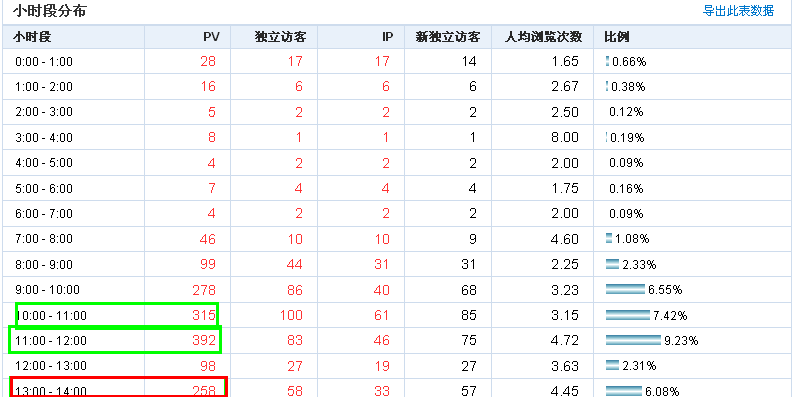 小时段分布 导出此表数据
小时段 PV 独立访客 IP 新独立访客 人均浏览次数 比例
0:00 - 1:00 28 17 17 14 1.65 0.66%
1:00 - 2:00 16 6 6 6 2.67 0.38%
2:00 - 3:00 5 2 2 2 2.50 0.12%
3:00 - 4:00 8 1 1 1 8.00 0.19%
4:00 - 5:00 4 2 2 2 2.00 0.09%
5:00 - 6:00 7 4 4 4 1.75 0.16%
6:00 - 7:00 4 2 2 2 2.00 0.09%
7:00 - 8:00 46 10 10 9 4.60 1.08%
8:00 - 9:00 99 44 31 31 2.25 2.33%
9:00 - 10:00 278 86 40 68 3.23 6.55%
10:00 - 11:00 315 100 61 85 3.15 7.42%
11:00 - 12:00 392 83 46 75 4.72 9.23%
12:00 - 13:00 98 27 19 27 3.63 2.31%
13:00 - 14:00 258 58 33 57 4.45 6.08%